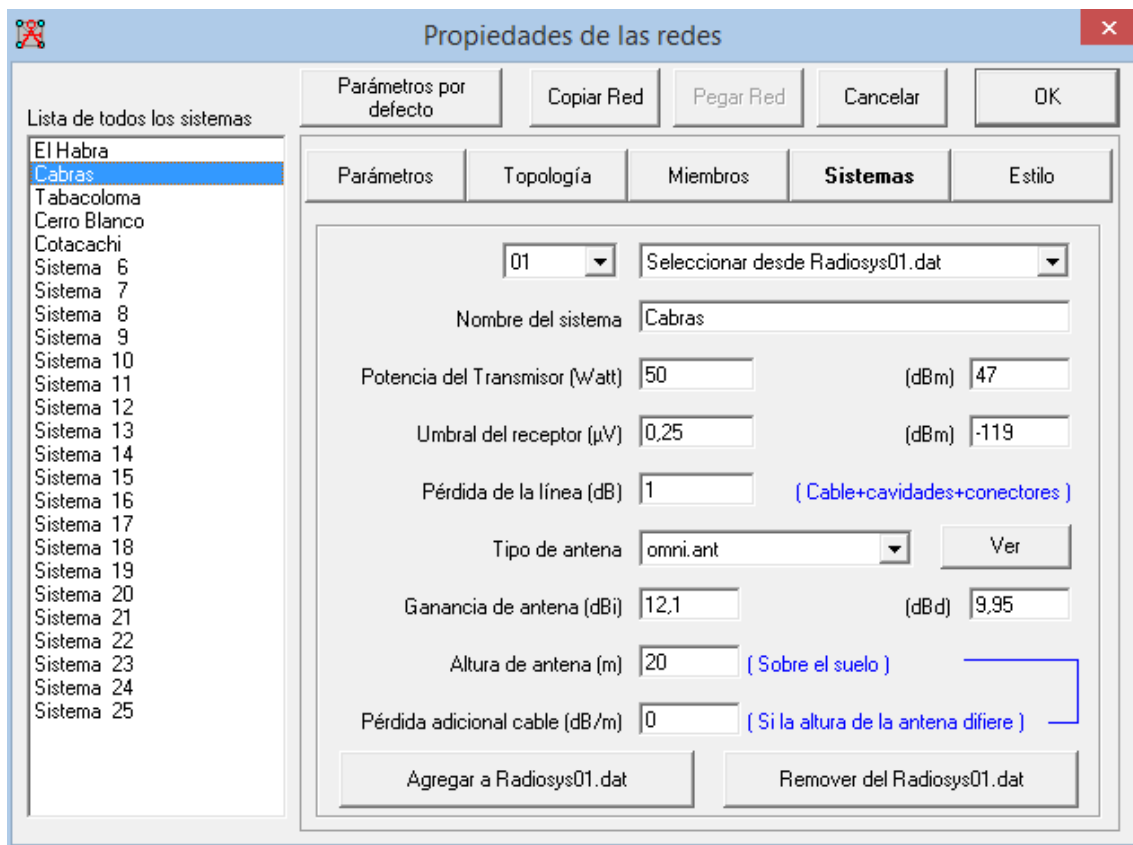 Propiedades de las redes
Lista de todos los sistemas
El Habra
Cabras
Tabacoloma
Cerro Blanco
Cotacachi
Sistema 6
Sistema 7
Sistema 8
Sistema 9
Sistema 10
Sistema 11
Sistema 12
Sistema 13
Sistema 14
Sistema 15
Sistema 16
Sistema 17
Sistema 18
Sistema 19
Sistema 20
Sistema 21
Sistema 22
Sistema 23
Sistema 24
Sistema 25
Parámetros por
defecto
Copiar Red
Pegar Red
Cancelar
OK
Parámetros
Topología
Miembros
Sistemas
Estilo
01
Seleccionar desde Radiosys01.dat
Nombre del sistema Cabras
Potencia del Transmisor (Watt) 50 (dBm) 47
Umbral del receptor (µV) 0,25 (dBm) -119
Pérdida de la línea (dB) 1 ( Cable+cavidades+conectores )
Tipo de antena omni.ant Ver
Ganancia de antena (dBi) 12,1 (dBd) 9,95
Altura de antena (m) 20 ( Sobre el suelo )
Pérdida adicional cable (dB/m) 0 ( Si la altura de la antena difiere )
Agregar a Radiosys01.dat
Remover del Radiosys01.dat